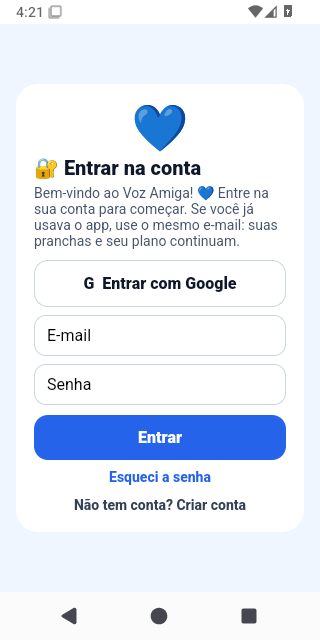 4:21
🔐 Entrar na conta
Bem-vindo ao Voz Amiga! 💙 Entre na
sua conta para começar. Se você já
usava o app, use o mesmo e-mail: suas
pranchas e seu plano continuam.
G Entrar com Google
E-mail
Senha
Entrar
Esqueci a senha
Não tem conta? Criar conta